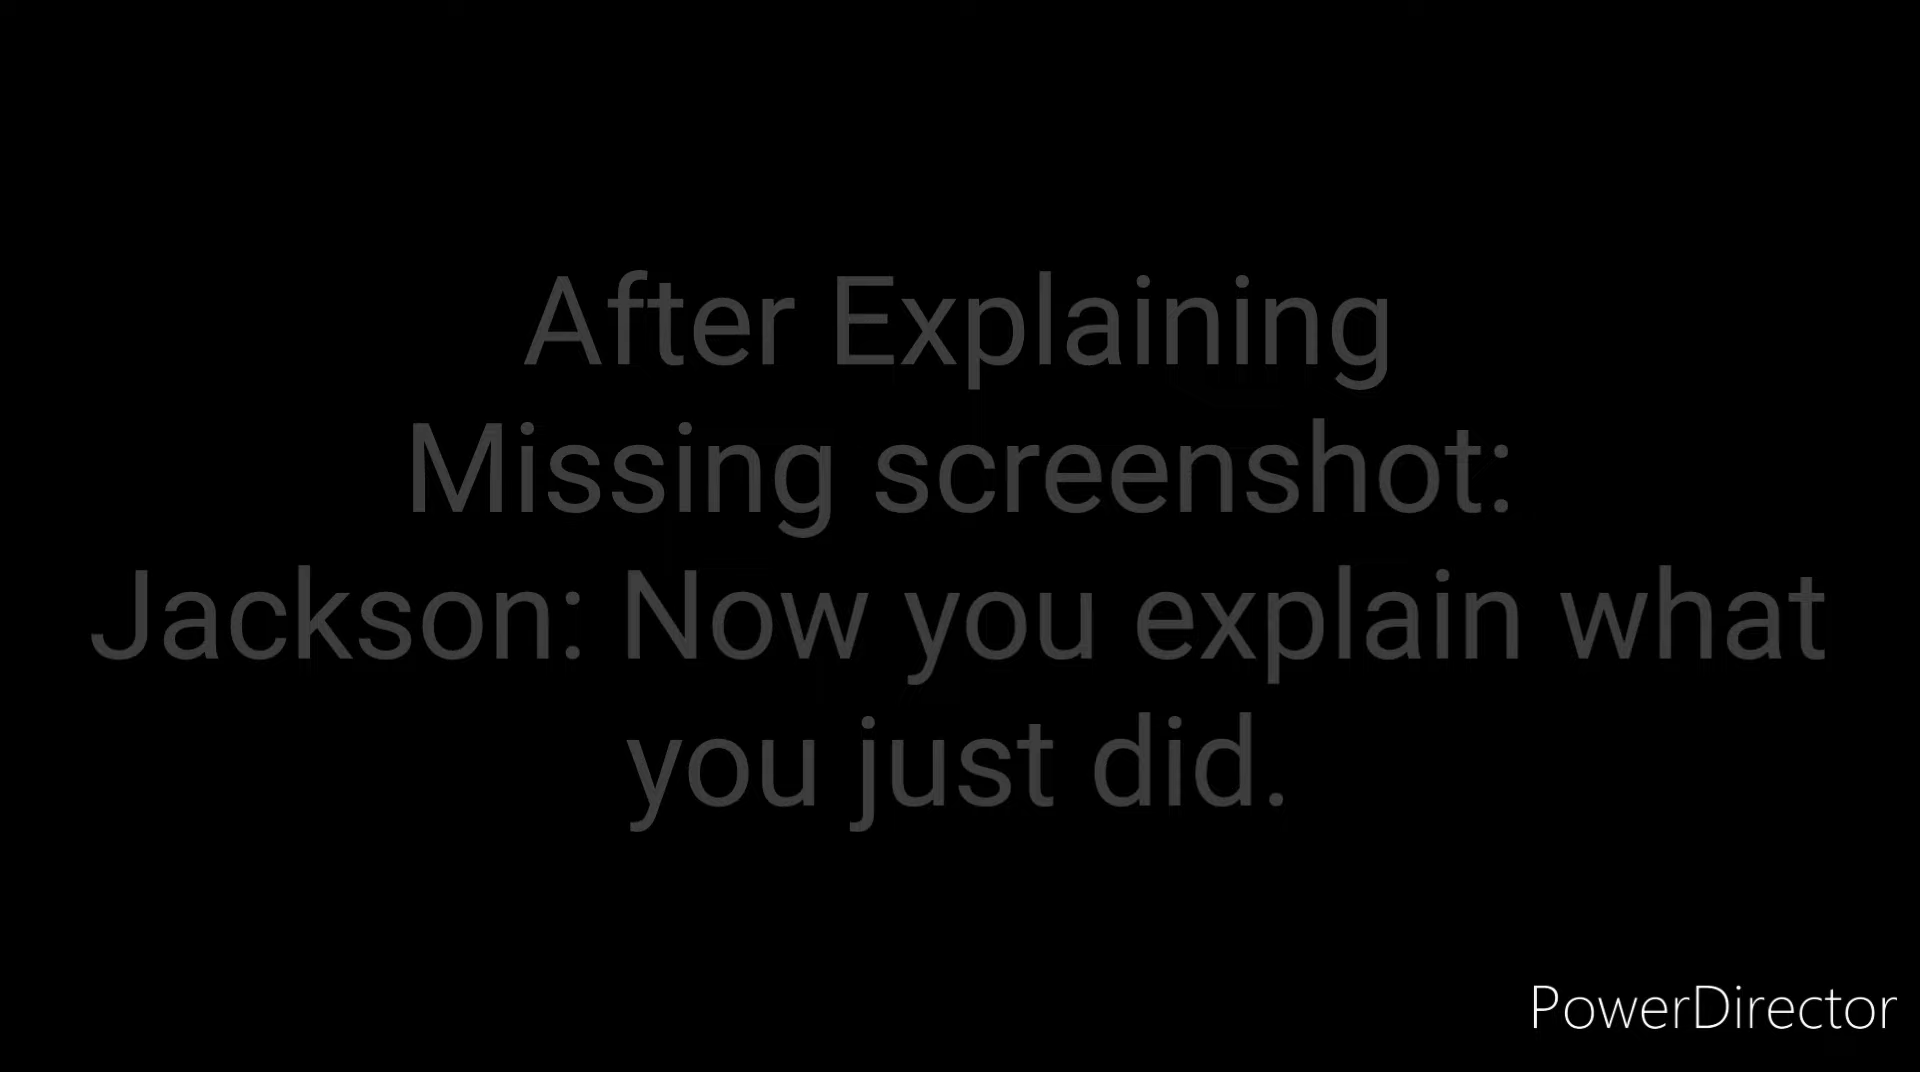 After Explaining
Missing screenshot:
Jackson: Now you explain what
you just did.
PowerDirector